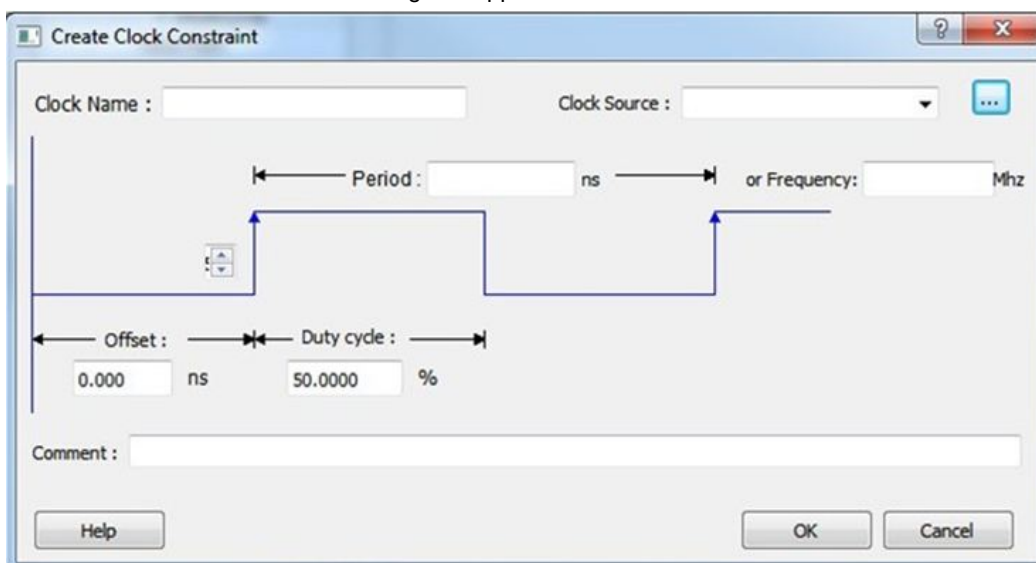 Create Clock Constraint
Clock Name : Clock Source : ...
Period : ns or Frequency: Mhz
Offset : Duty cycle :
0.000 ns 50.0000 %
Comment :
Help OK Cancel